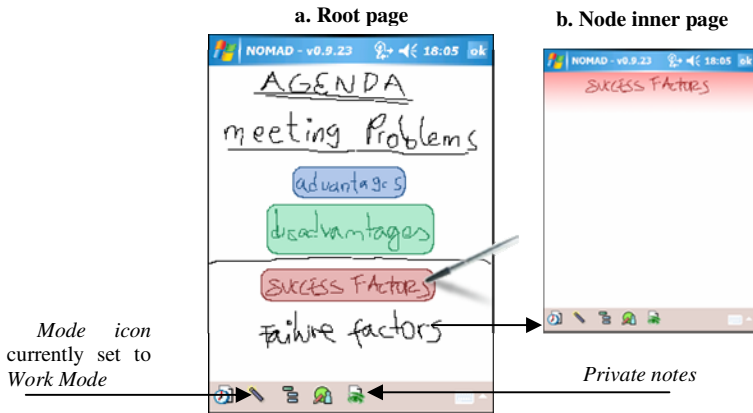 a. Root page
NOMAD - v0.9.23 18:05 ok
AGENDA
meeting Problems
advantages
disadvantages
SUCCESS FActORS
Failure factors
b. Node inner page
NOMAD - v0.9.23 18:05 ok
SUCCESS FActORS
Mode icon
currently set to
Work Mode
Private notes